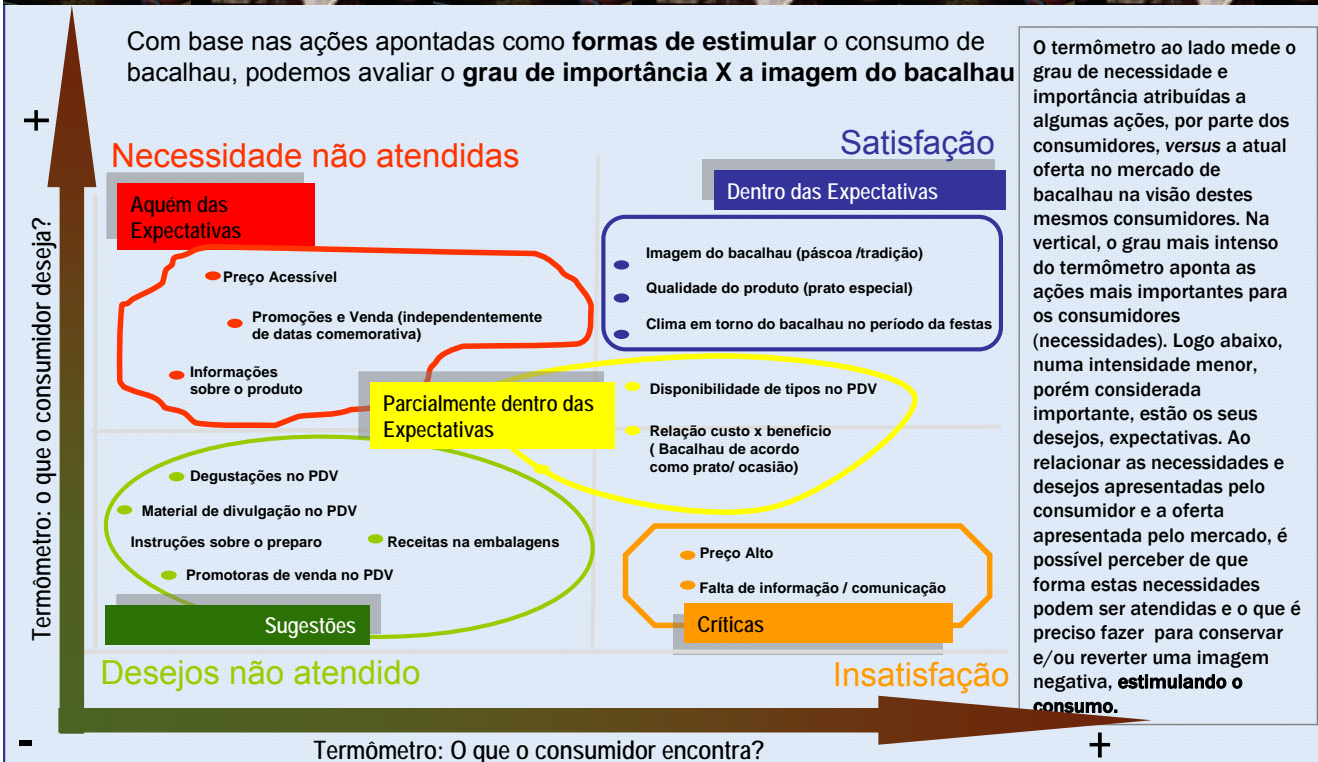 Com base nas ações apontadas como formas de estimular o consumo de
bacalhau, podemos avaliar o grau de importância X a imagem do bacalhau
+
Termômetro: o que o consumidor deseja?
Necessidade não atendidas
Aquém das
Expectativas
Preço Acessível
Promoções e Venda (independentemente
de datas comemorativa)
Informações
sobre o produto
Satisfação
Dentro das Expectativas
Imagem do bacalhau (páscoa /tradição)
Qualidade do produto (prato especial)
Clima em torno do bacalhau no período da festas
Parcialmente dentro das
Expectativas
Disponibilidade de tipos no PDV
Relação custo x beneficio
( Bacalhau de acordo
como prato/ ocasião)
Degustações no PDV
Material de divulgação no PDV
Instruções sobre o preparo
Receitas na embalagens
Promotoras de venda no PDV
Sugestões
Desejos não atendido
Preço Alto
Falta de informação / comunicação
Críticas
Insatisfação
-
Termômetro: O que o consumidor encontra?
+
O termômetro ao lado mede o
grau de necessidade e
importância atribuídas a
algumas ações, por parte dos
consumidores, versus a atual
oferta no mercado de
bacalhau na visão destes
mesmos consumidores. Na
vertical, o grau mais intenso
do termômetro aponta as
ações mais importantes para
os consumidores
(necessidades). Logo abaixo,
numa intensidade menor,
porém considerada
importante, estão os seus
desejos, expectativas. Ao
relacionar as necessidades e
desejos apresentadas pelo
consumidor e a oferta
apresentada pelo mercado, é
possível perceber de que
forma estas necessidades
podem ser atendidas e o que é
preciso fazer para conservar
e/ou reverter uma imagem
negativa, estimulando o
consumo.